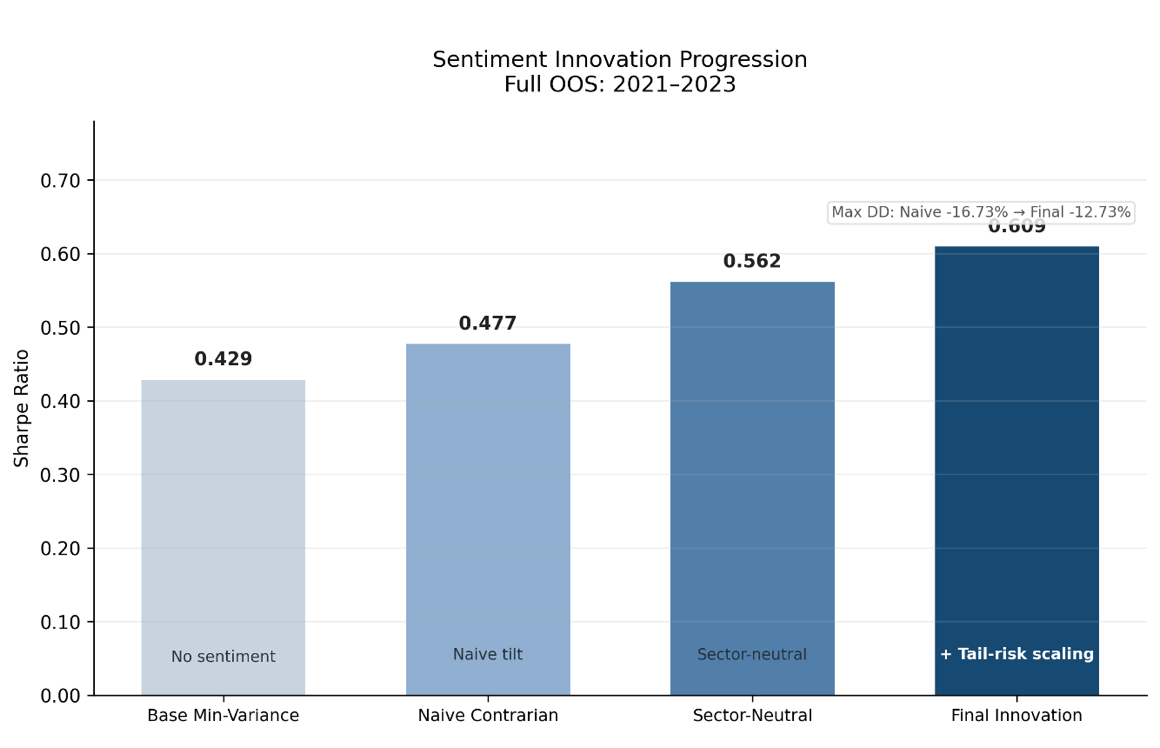 Sentiment Innovation Progression
Full OOS: 2021–2023
Sharpe Ratio
0.70
0.60
0.50
0.40
0.30
0.20
0.10
0.00
Max DD: Naive -16.73% → Final -12.73%
0.429
0.477
0.562
0.609
No sentiment
Naive tilt
Sector-neutral
+ Tail-risk scaling
Base Min-Variance
Naive Contrarian
Sector-Neutral
Final Innovation